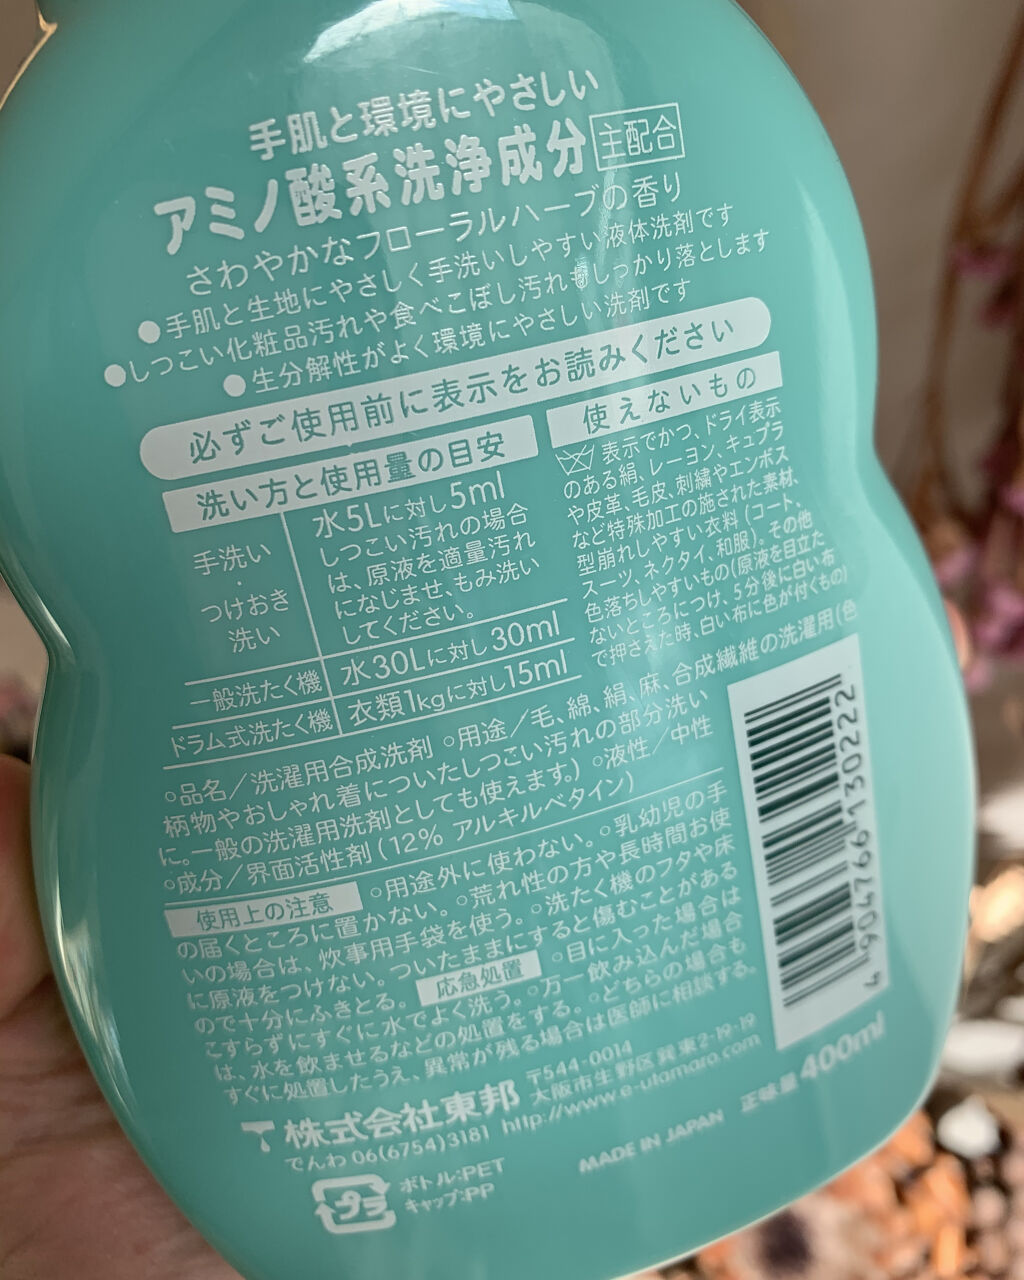 手肌と環境にやさしい
アミノ酸系洗浄成分 主配合
さわやかなフローラルハーブの香り
●手肌と生地にやさしく手洗いしやすい液体洗剤です
●しつこい化粧品汚れや食べこぼし汚れもしっかり落とします
●生分解性がよく環境にやさしい洗剤です
必ずご使用前に表示をお読みください
洗い方と使用量の目安
手洗い
・
つけおき
洗い
水5Lに対し5ml
しつこい汚れの場合
は、原液を適量汚れ
になじませ、もみ洗い
してください。
一般洗たく機 水30Lに対し30ml
ドラム式洗たく機 衣類1kgに対し15ml
使えないもの
表示でかつ、ドライ表示
のある絹、レーヨン、キュプラ
や皮革、毛皮、刺繍やエンボス
など特殊加工の施された素材、
型崩れしやすい衣料(コート、
スーツ、ネクタイ、和服)。その他
色落ちしやすいもの(原液を目立た
ないところにつけ、5分後に白い布
で押さえた時、白い布に色が付くもの)
○品名/洗濯用合成洗剤 ○用途/毛、綿、絹、麻、合成繊維の洗濯用(色
柄物やおしゃれ着についたしつこい汚れの部分洗い
に。一般の洗濯用洗剤としても使えます。) ○液性/中性
○成分/界面活性剤(12% アルキルベタイン)
使用上の注意 ○用途外に使わない。○乳幼児の手
の届くところに置かない。○荒れ性の方や長時間お使
いの場合は、炊事用手袋を使う。○洗たく機のフタや床
に原液をつけない。ついたままにすると傷むことがある
ので十分にふきとる。 応急処置 ○目に入った場合は
こすらずにすぐに水でよく洗う。○万一飲み込んだ場合
は、水を飲ませるなどの処置をする。○どちらの場合も
すぐに処置したうえ、異常が残る場合は医師に相談する。
4904766130222
株式会社東邦
〒544-0014
大阪市生野区巽東2-19-19
でんわ 06(6754)3181 http://www.e-utamaro.com
プラ
ボトル:PET
キャップ:PP
MADE IN JAPAN 正味量400ml